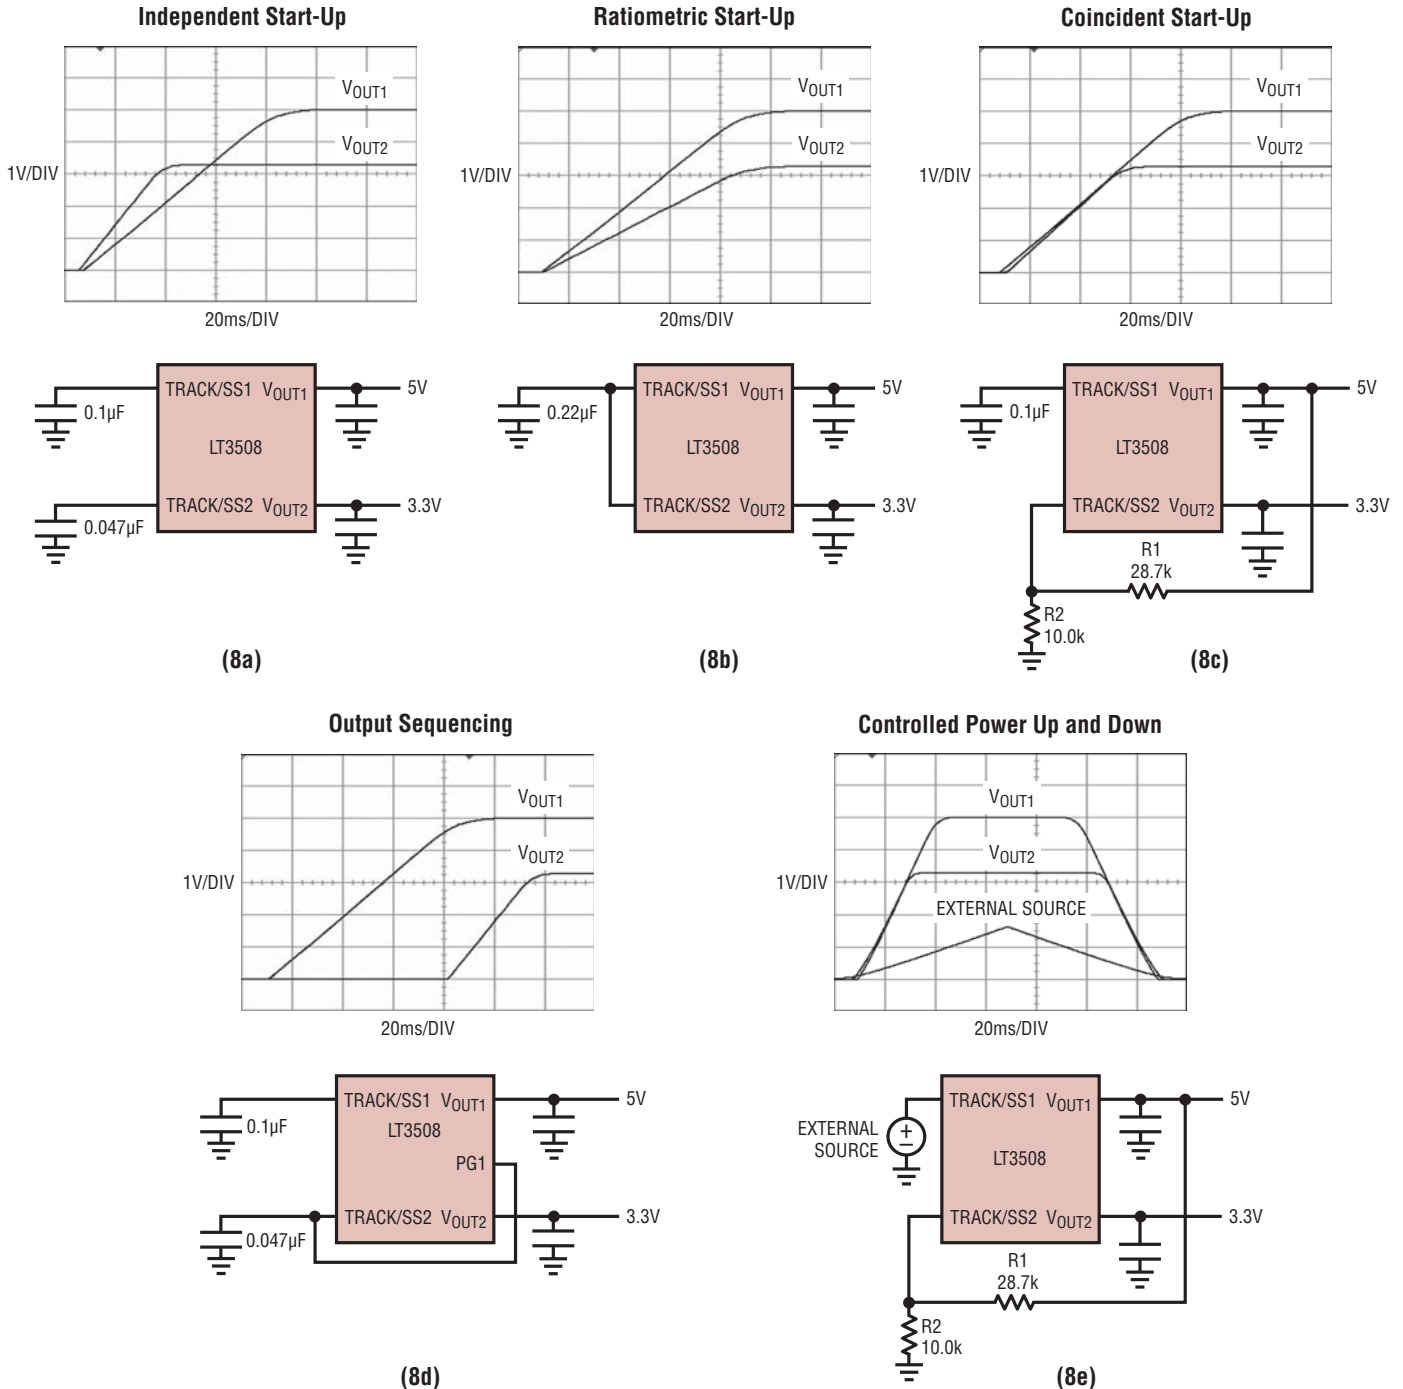 Independent Start-Up
VOUT1
VOUT2
1V/DIV
20ms/DIV
TRACK/SS1 VOUT1
5V
0.1µF
LT3508
TRACK/SS2 VOUT2
3.3V
0.047µF
(8a)
Ratiometric Start-Up
VOUT1
VOUT2
1V/DIV
20ms/DIV
TRACK/SS1 VOUT1
5V
0.22µF
LT3508
TRACK/SS2 VOUT2
3.3V
(8b)
Coincident Start-Up
VOUT1
VOUT2
1V/DIV
20ms/DIV
TRACK/SS1 VOUT1
5V
0.1µF
LT3508
TRACK/SS2 VOUT2
3.3V
R1
28.7k
R2
10.0k
(8c)
Output Sequencing
VOUT1
VOUT2
1V/DIV
20ms/DIV
TRACK/SS1 VOUT1
5V
0.1µF
LT3508
PG1
TRACK/SS2 VOUT2
3.3V
0.047µF
(8d)
Controlled Power Up and Down
VOUT1
VOUT2
1V/DIV
EXTERNAL SOURCE
20ms/DIV
TRACK/SS1 VOUT1
5V
EXTERNAL
SOURCE
+
−
LT3508
TRACK/SS2 VOUT2
3.3V
R1
28.7k
R2
10.0k
(8e)